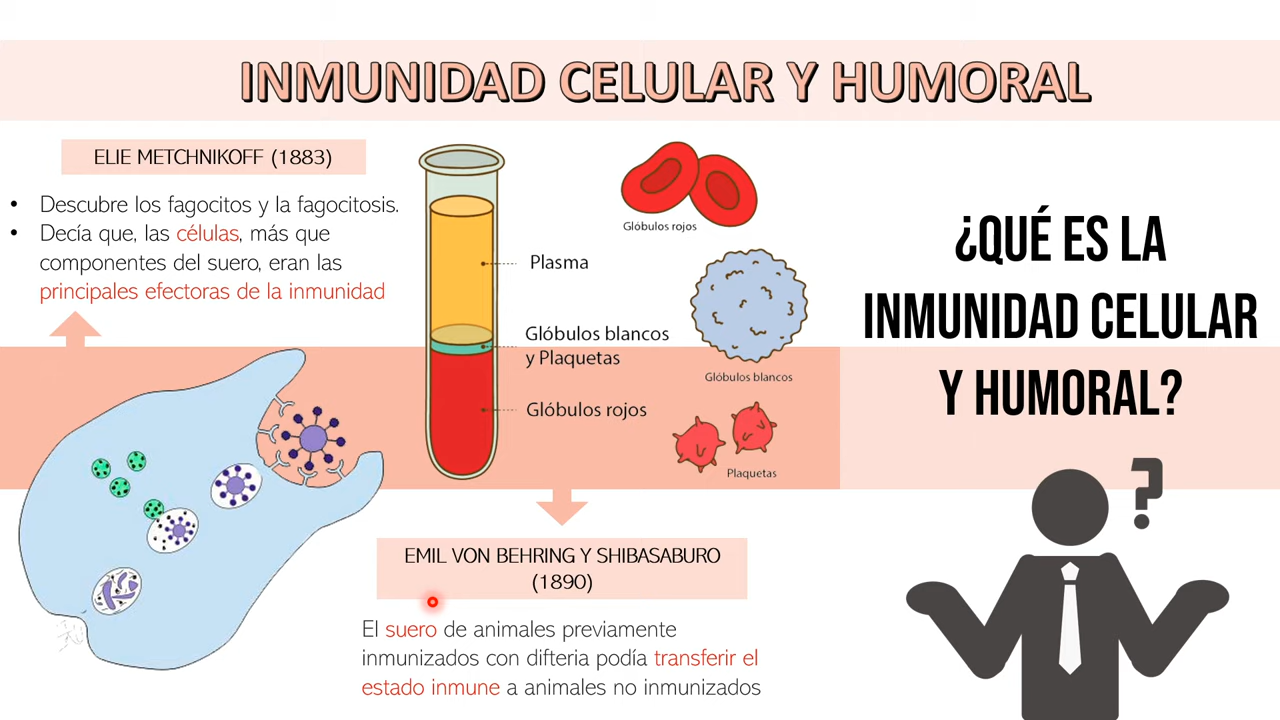 INMUNIDAD CELULAR Y HUMORAL
ELIE METCHNIKOFF (1883)
• Descubre los fagocitos y la fagocitosis.
• Decía que, las células, más que
componentes del suero, eran las
principales efectoras de la inmunidad
Plasma
Glóbulos blancos
y Plaquetas
Glóbulos rojos
Glóbulos rojos
Glóbulos blancos
Plaquetas
EMIL VON BEHRING Y SHIBASABURO
(1890)
El suero de animales previamente
inmunizados con difteria podía transferir el
estado inmune a animales no inmunizados
¿QUÉ ES LA
INMUNIDAD CELULAR
Y HUMORAL?
?